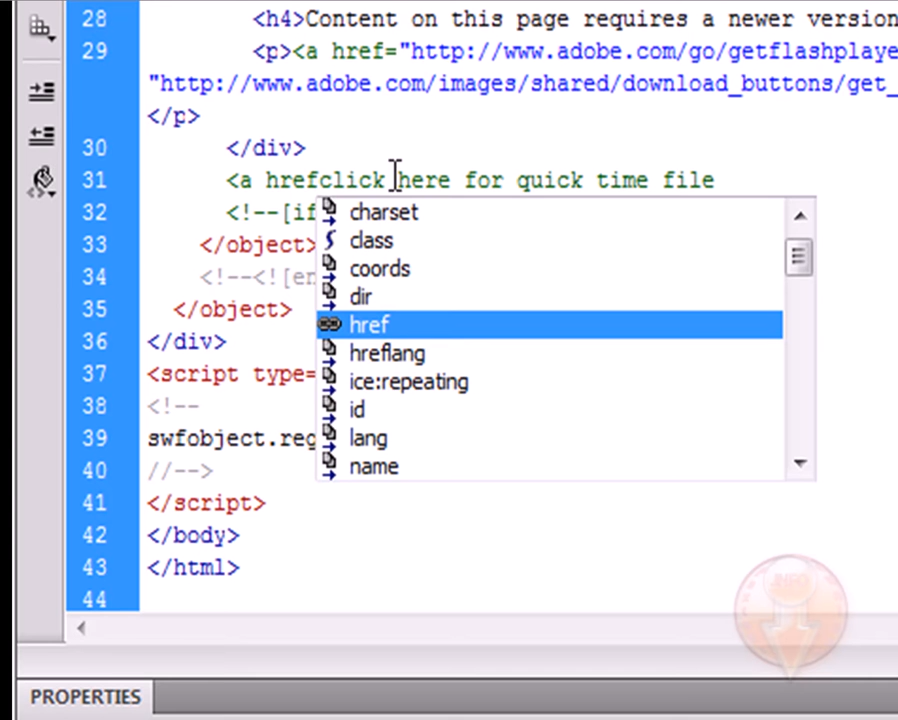 28 <h4>Content on this page requires a newer version
29 <p><a href="http://www.adobe.com/go/getflashplaye
"http://www.adobe.com/images/shared/download_buttons/get_
</p>
30 </div>
31 <a hrefclick here for quick time file
32 <!--[if
33 </object>
34 <!--<![en
35 </object>
36 </div>
37 <script type=
38 <!--
39 swfobject.reg
40 //-->
41 </script>
42 </body>
43 </html>
44
charset
class
coords
dir
href
hreflang
ice:repeating
id
lang
name
PROPERTIES